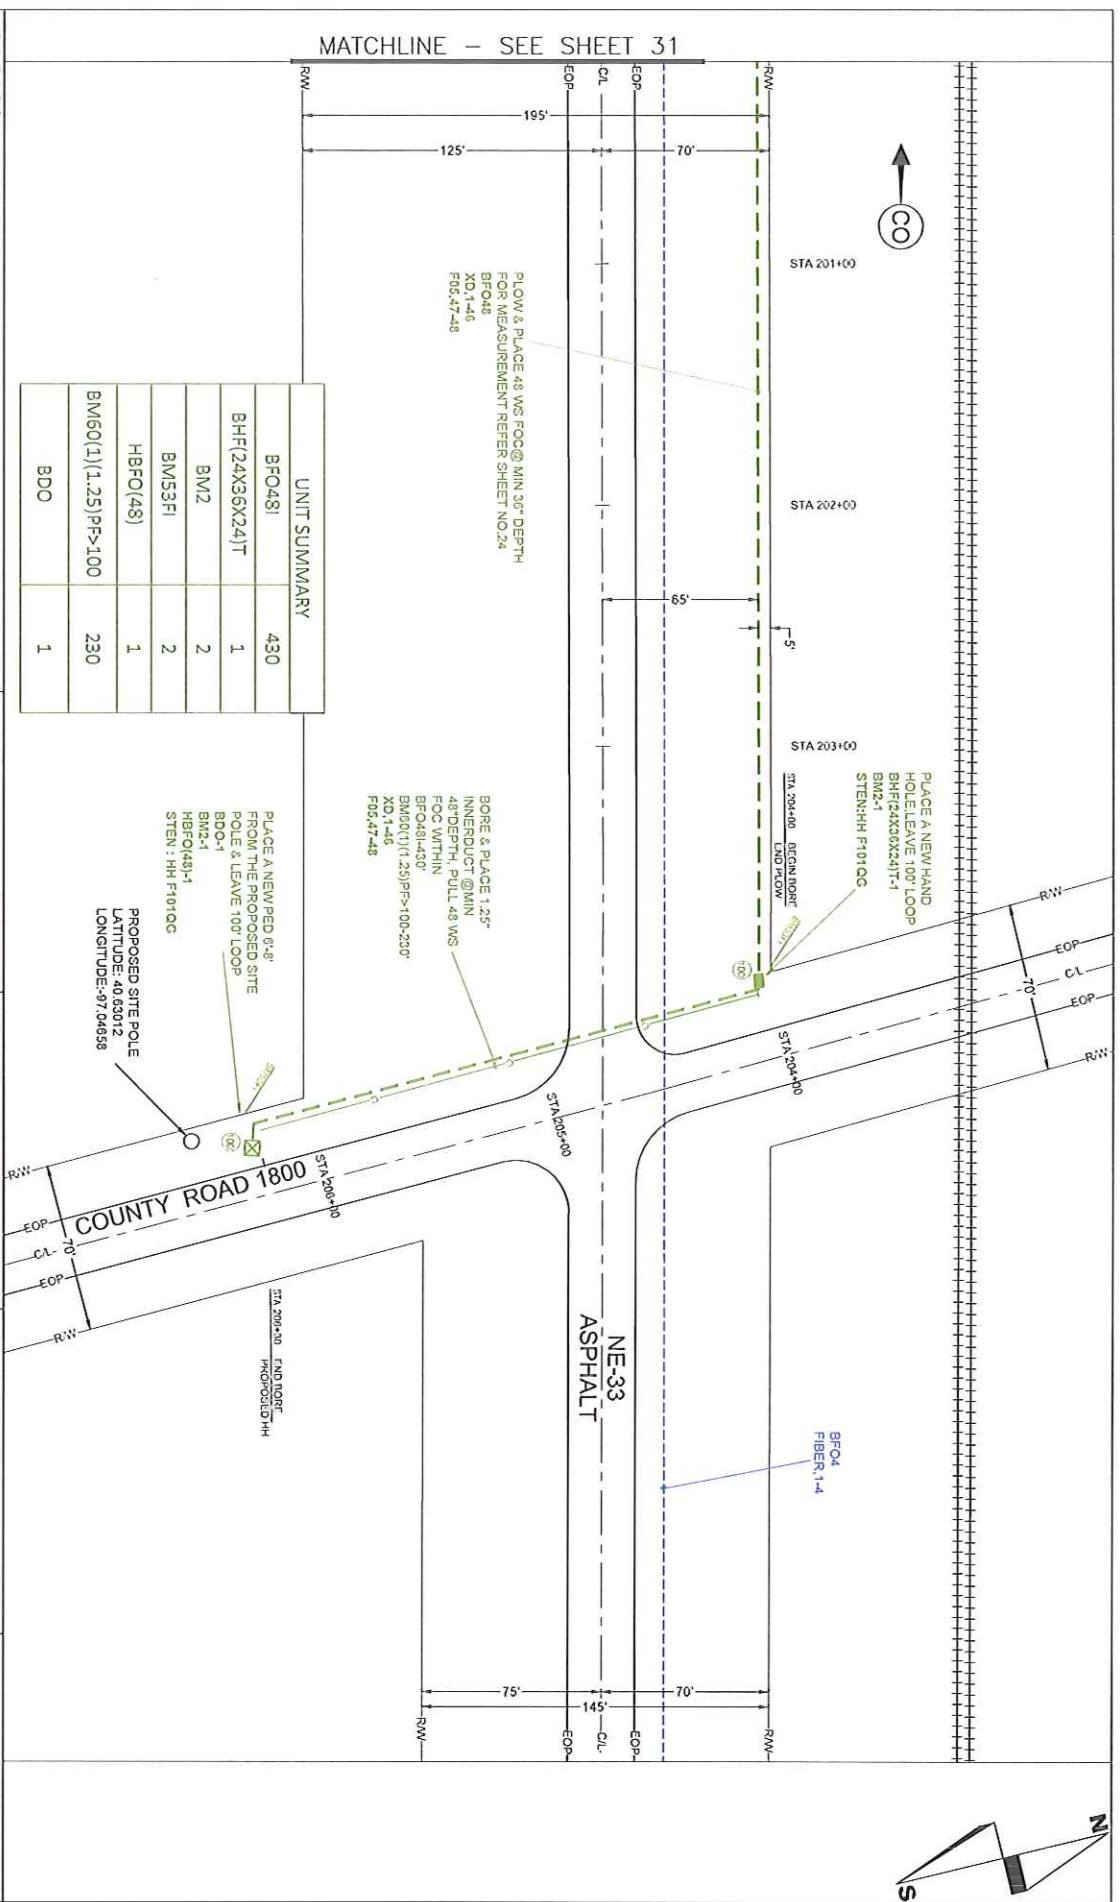 MATCHLINE - SEE SHEET 31
R/W
EOP
C/L
EOP
R/W
195'
125'
70'
CO
STA 201+00
STA 202+00
STA 203+00
65'
5'
PLOW & PLACE 48 WS FOC@ MIN 36" DEPTH
FOR MEASUREMENT REFER SHEET NO.24
BFO48
XD,1-46
F05,47-48
UNIT SUMMARY
BFO48I 430
BHF(24X36X24)T 1
BM2 2
BM53FI 2
HBFO(48) 1
BM60(1)(1.25)PF>100 230
BDO 1
PLACE A NEW HAND
HOLE,LEAVE 100' LOOP
BHF(24X36X24)T-1
BM2-1
STEN:HH F101QG
STA 204+00 BEGIN BORE
END PLOW
100'
BORE & PLACE 1.25"
INNERDUCT @MIN
48"DEPTH, PULL 48 WS
FOC WITHIN
BFO48I-430'
BM60(1)(1.25)PF>100-230'
XD,1-46
F05,47-48
PLACE A NEW PED 6'-8'
FROM THE PROPOSED SITE
POLE & LEAVE 100' LOOP
BDO-1
BM2-1
HBFO(48)-1
STEN : HH F101QG
PROPOSED SITE POLE
LATITUDE: 40.63012
LONGITUDE:-97.04658
100'
C
C
C
R/W
EOP
C/L
EOP
R/W
70'
STA 204+00
STA 205+00
STA 206+00
COUNTY ROAD 1800
R/W
EOP
C/L
EOP
R/W
70'
STA 206+30 END BORE
PROPOSED HH
NE-33
ASPHALT
BFO4
FIBER,1-4
75'
70'
145'
R/W
EOP
C/L
EOP
R/W
N
S